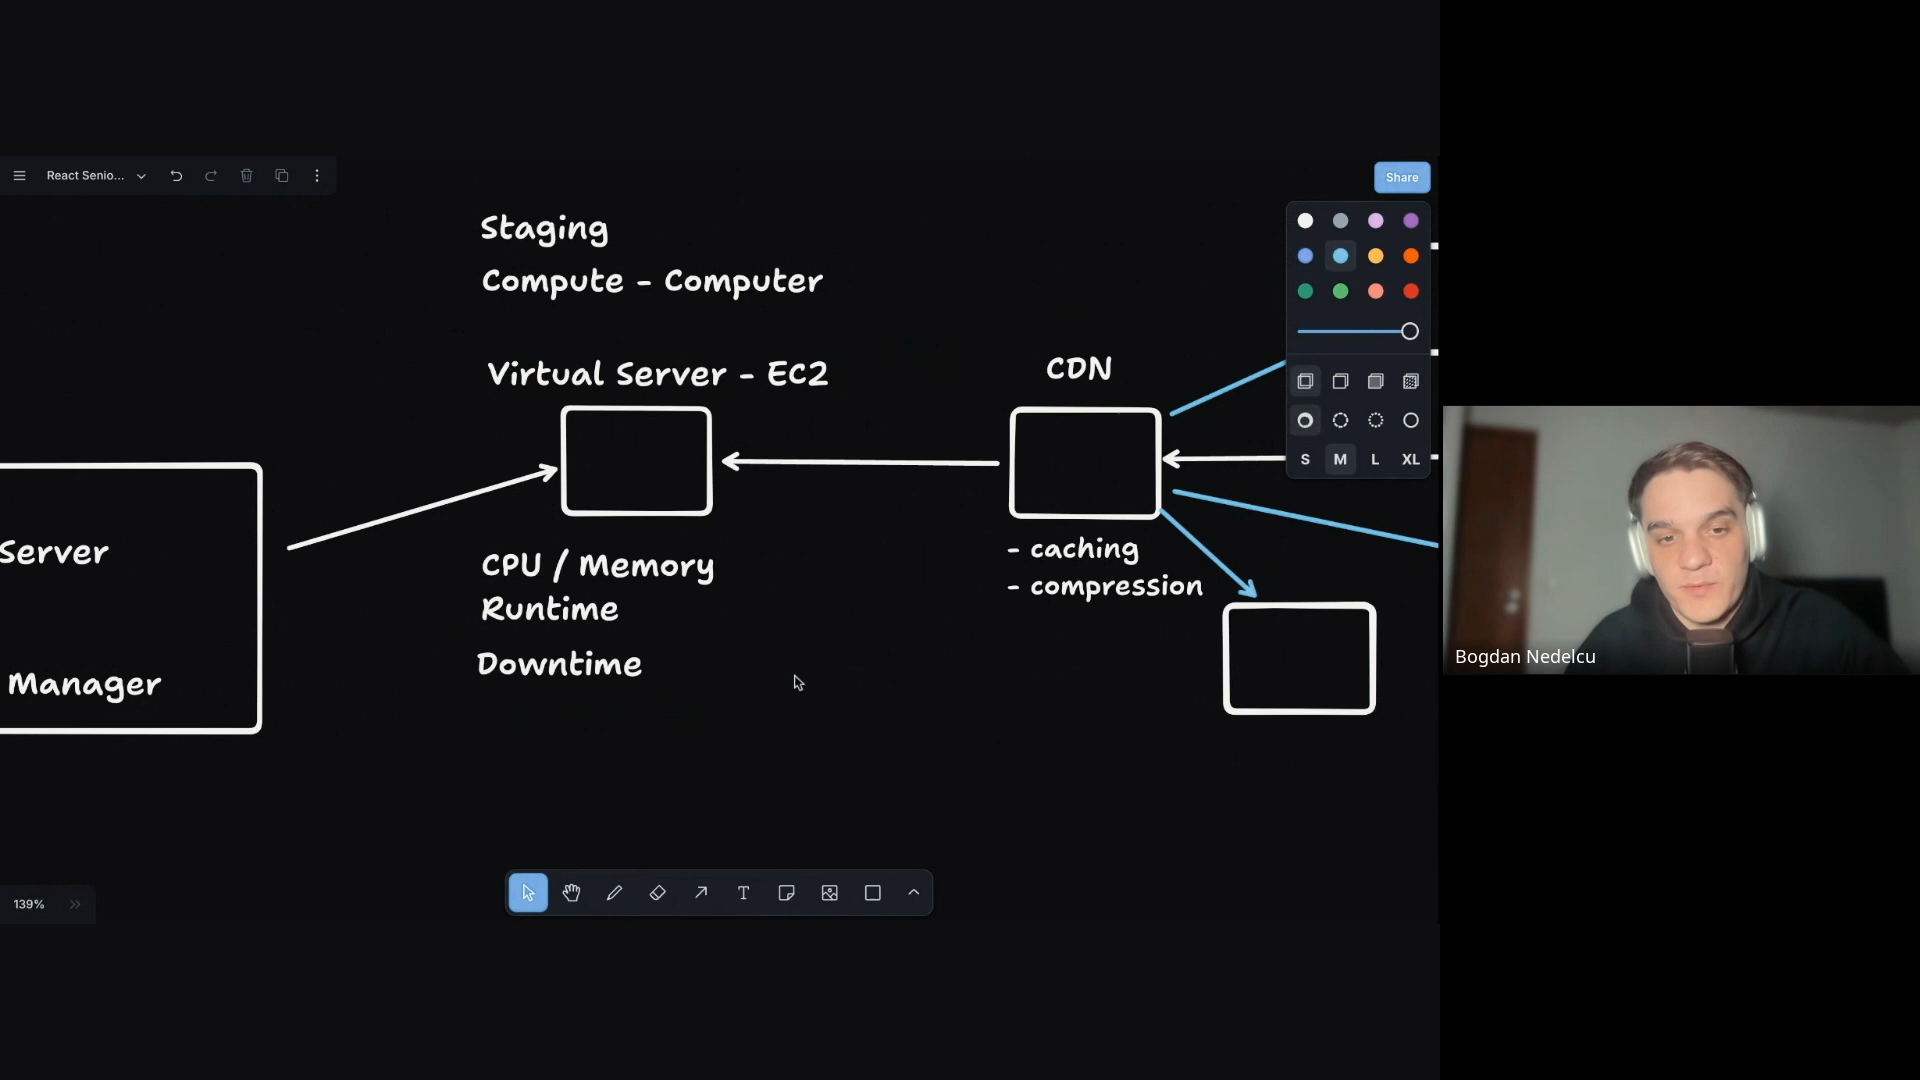 React Senio...
Share
Staging
Compute - Computer
Virtual Server - EC2
CDN
S M L XL
Server
Manager
CPU / Memory
Runtime
Downtime
- caching
- compression
Bogdan Nedelcu
139%
T